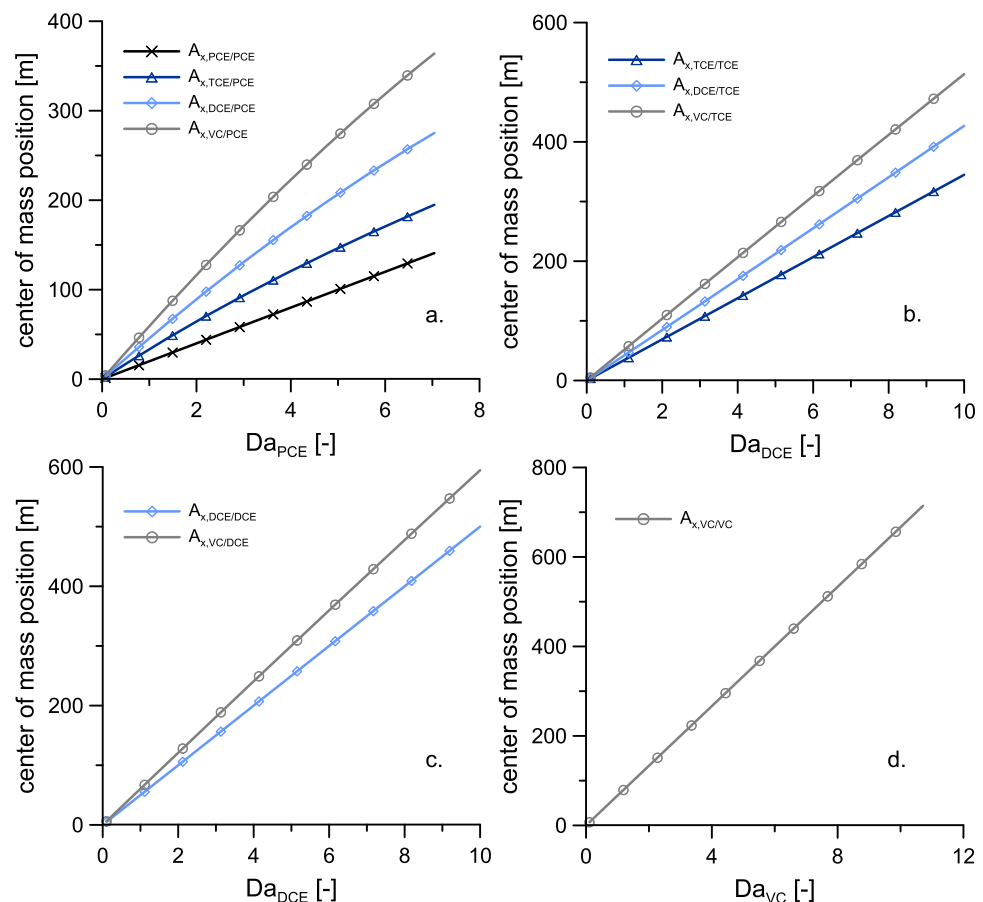 400
300
200
100
0
0
2
4
6
8
center of mass position [m]
Da_PCE [-]
A_x,PCE/PCE
A_x,TCE/PCE
A_x,DCE/PCE
A_x,VC/PCE
a.
600
400
200
0
0
2
4
6
8
10
center of mass position [m]
Da_DCE [-]
A_x,TCE/TCE
A_x,DCE/TCE
A_x,VC/TCE
b.
600
400
200
0
0
2
4
6
8
10
center of mass position [m]
Da_DCE [-]
A_x,DCE/DCE
A_x,VC/DCE
c.
800
600
400
200
0
0
4
8
12
center of mass position [m]
Da_VC [-]
A_x,VC/VC
d.